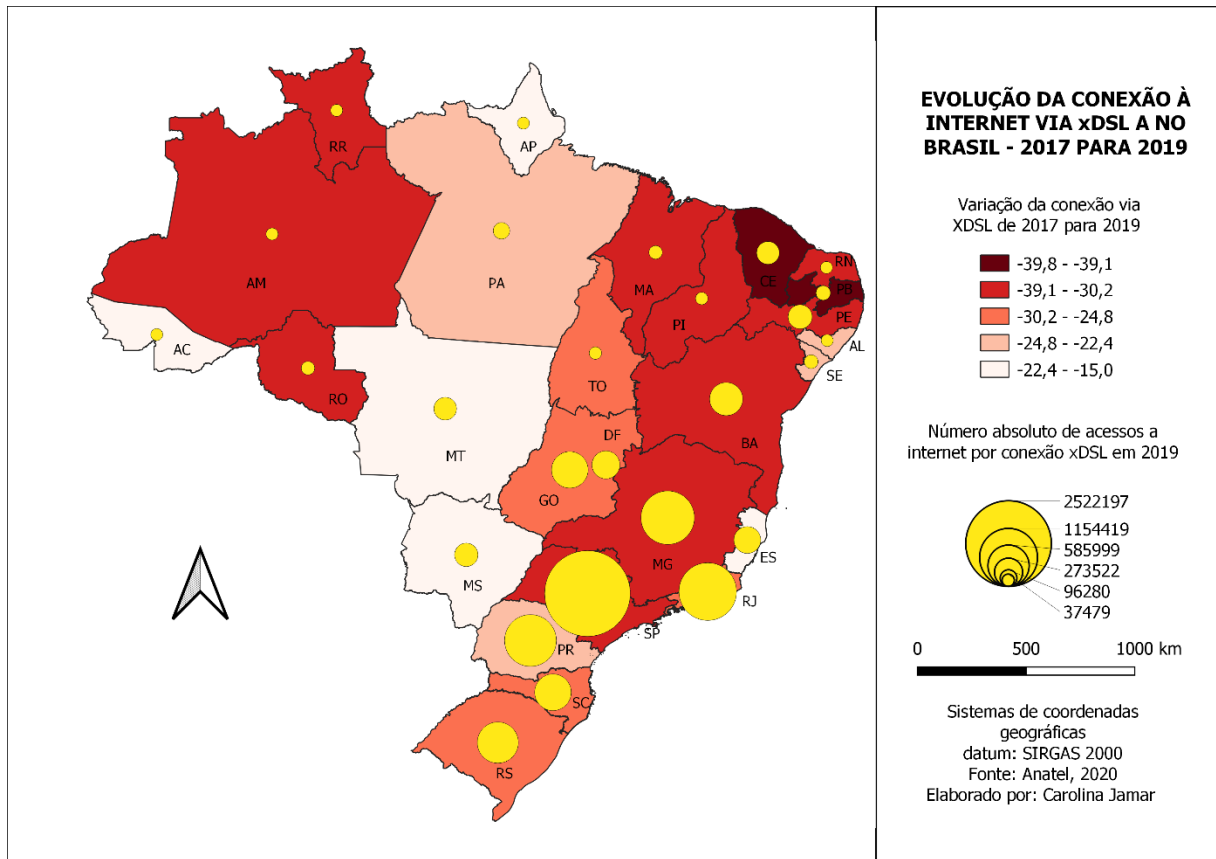 RR
AP
AM
PA
MA
CE
RN
PB
PI
PE
AC
AL
SE
RO
TO
BA
MT
DF
GO
MG
ES
MS
RJ
SP
PR
SC
RS
EVOLUÇÃO DA CONEXÃO À
INTERNET VIA xDSL A NO
BRASIL - 2017 PARA 2019
Variação da conexão via
XDSL de 2017 para 2019
-39,8 - -39,1
-39,1 - -30,2
-30,2 - -24,8
-24,8 - -22,4
-22,4 - -15,0
Número absoluto de acessos a
internet por conexão xDSL em 2019
2522197
1154419
585999
273522
96280
37479
0 500 1000 km
Sistemas de coordenadas
geográficas
datum: SIRGAS 2000
Fonte: Anatel, 2020
Elaborado por: Carolina Jamar